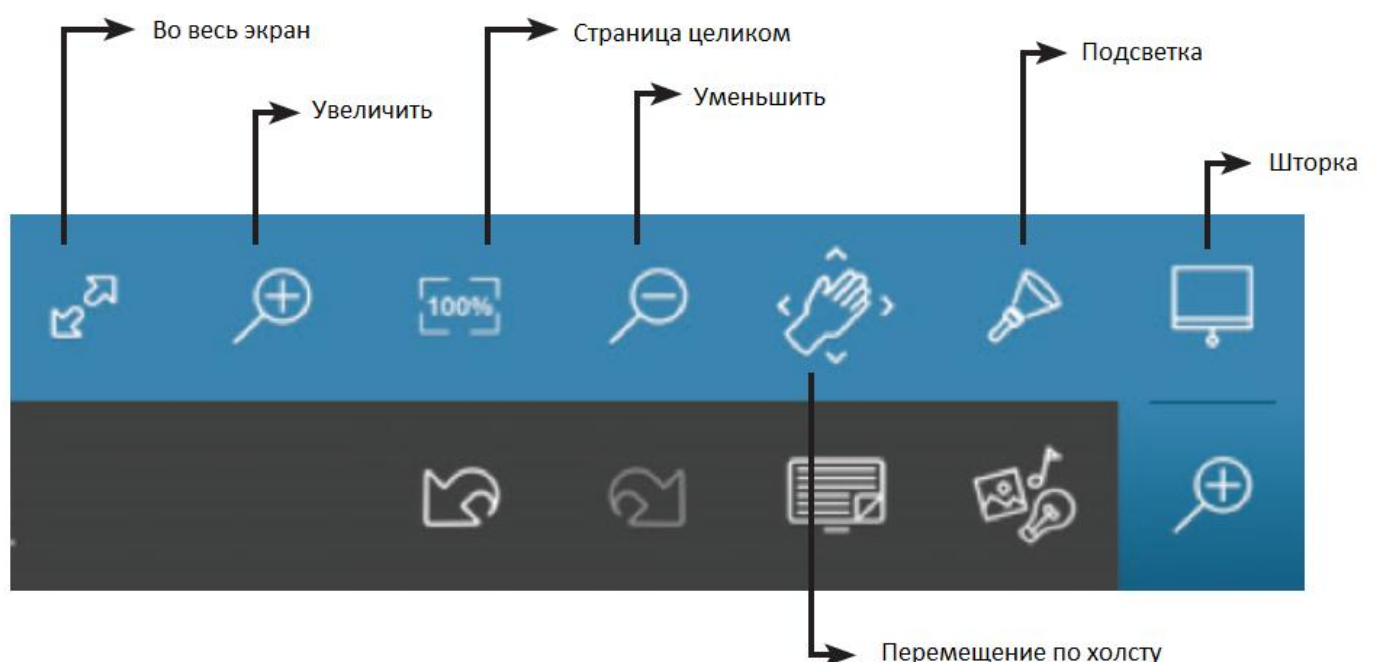 Во весь экран
Страница целиком
Подсветка
Увеличить
Уменьшить
Шторка
100%
Перемещение по холсту